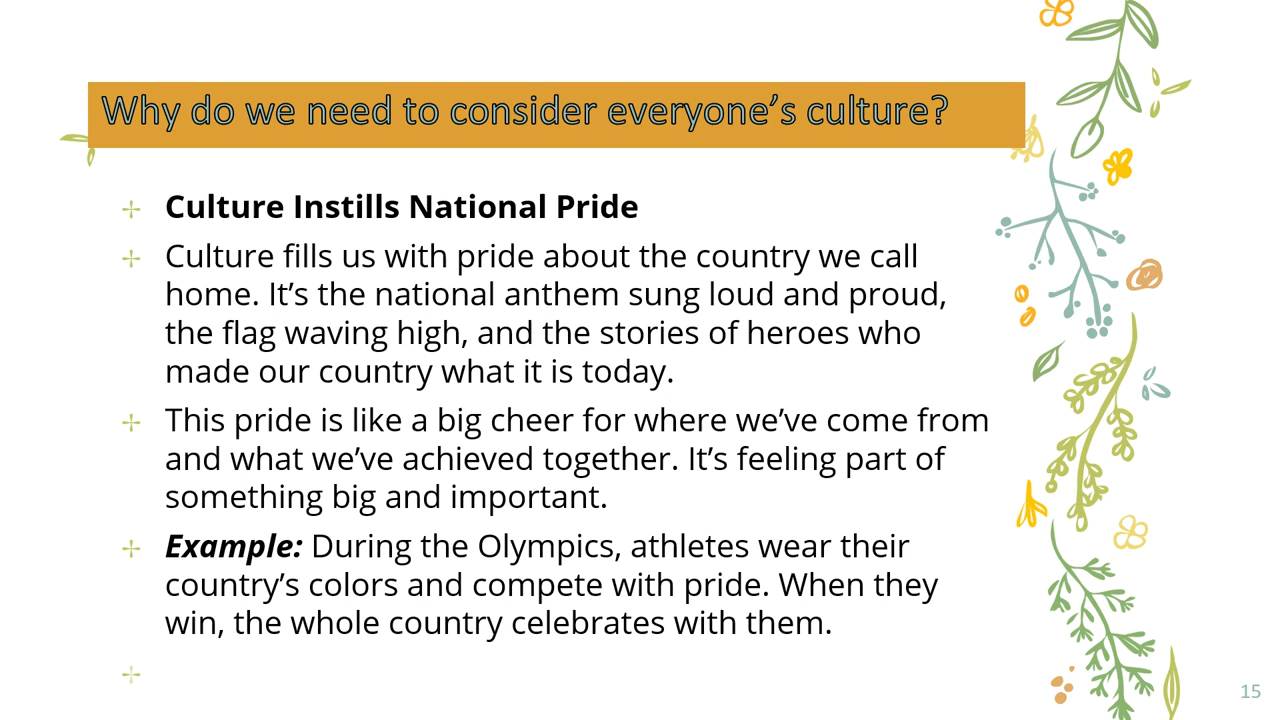 Why do we need to consider everyone’s culture?
Culture Instills National Pride
Culture fills us with pride about the country we call
home. It’s the national anthem sung loud and proud,
the flag waving high, and the stories of heroes who
made our country what it is today.
This pride is like a big cheer for where we’ve come from
and what we’ve achieved together. It’s feeling part of
something big and important.
Example: During the Olympics, athletes wear their
country’s colors and compete with pride. When they
win, the whole country celebrates with them.
15